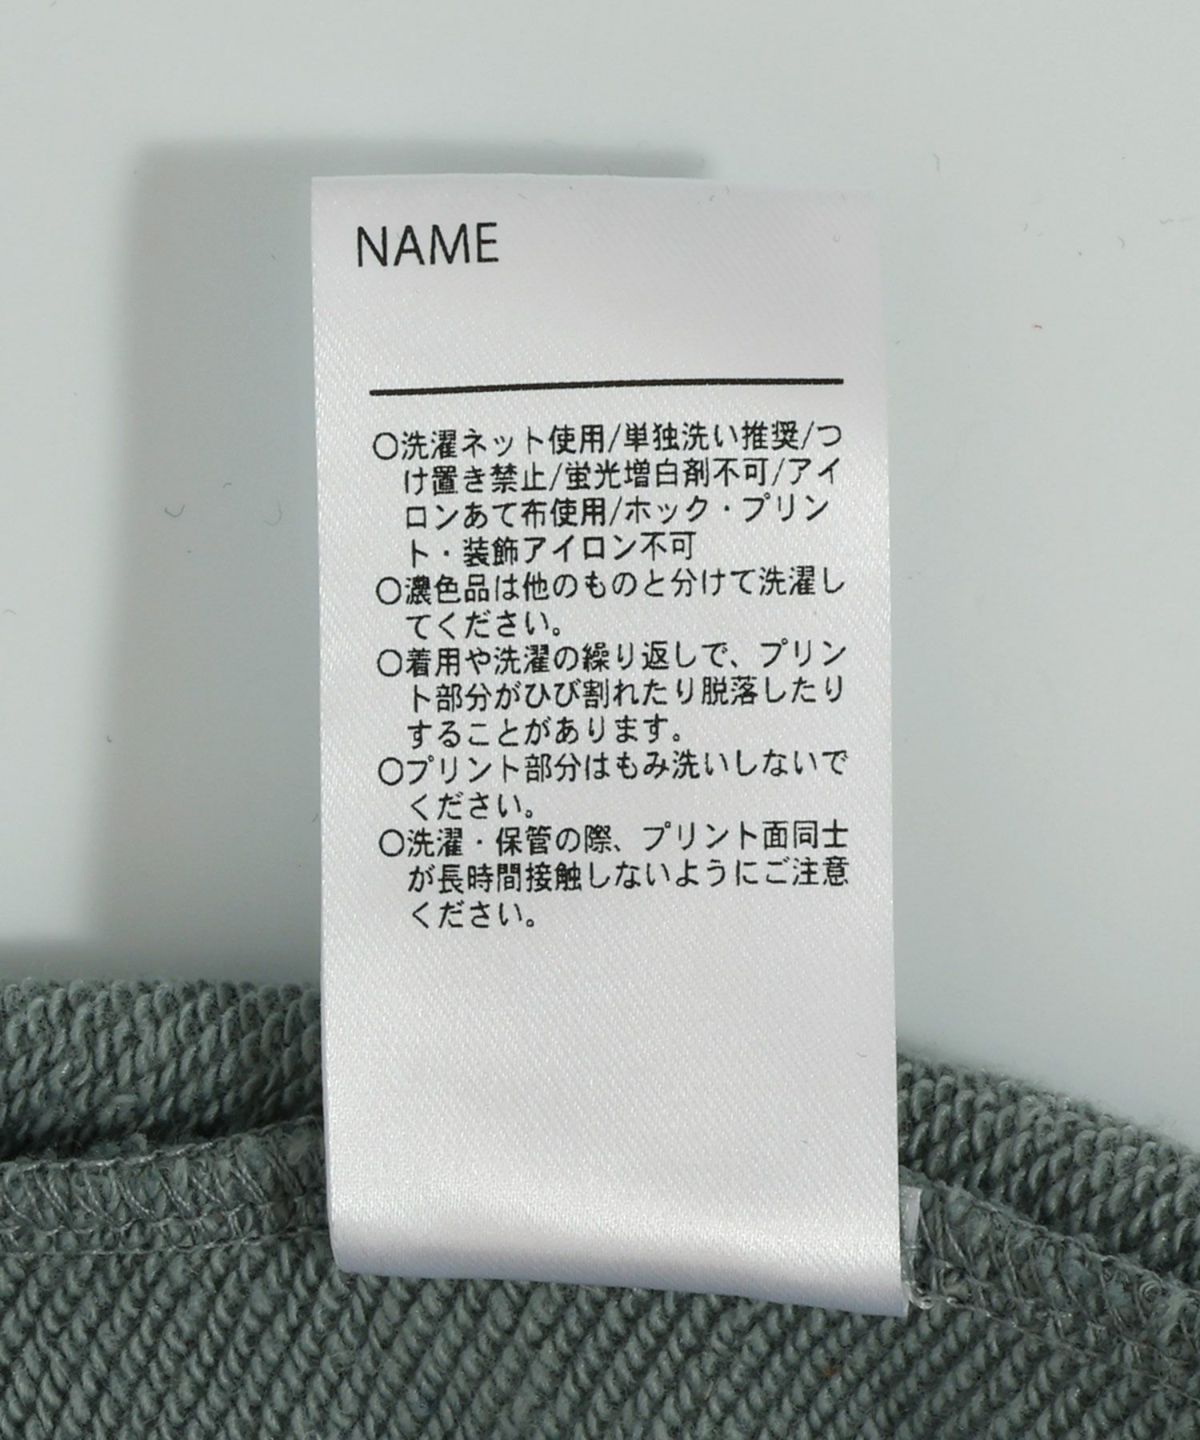 NAME
○洗濯ネット使用/単独洗い推奨/つ
け置き禁止/蛍光増白剤不可/アイ
ロンあて布使用/ホック・プリン
ト・装飾アイロン不可
○濃色品は他のものと分けて洗濯し
てください。
○着用や洗濯の繰り返しで、プリン
ト部分がひび割れたり脱落したり
することがあります。
○プリント部分はもみ洗いしないで
ください。
○洗濯・保管の際、プリント面同士
が長時間接触しないようにご注意
ください。